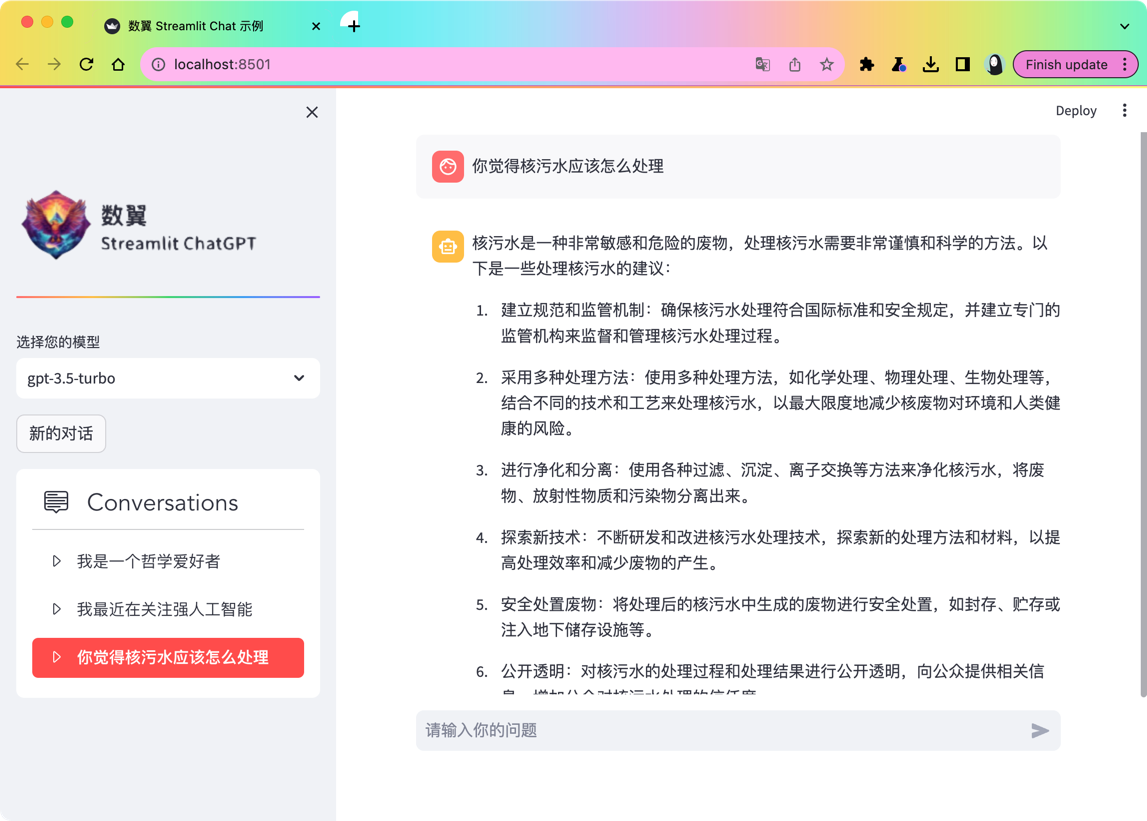 数翼 Streamlit Chat 示例
localhost:8501
Finish update
Deploy
数翼
Streamlit ChatGPT
选择您的模型
gpt-3.5-turbo
新的对话
Conversations
我是一个哲学爱好者
我最近在关注强人工智能
你觉得核污水应该怎么处理
你觉得核污水应该怎么处理
核污水是一种非常敏感和危险的废物，处理核污水需要非常谨慎和科学的方法。以
下是一些处理核污水的建议：
1. 建立规范和监管机制：确保核污水处理符合国际标准和安全规定，并建立专门的
监管机构来监督和管理核污水处理过程。
2. 采用多种处理方法：使用多种处理方法，如化学处理、物理处理、生物处理等，
结合不同的技术和工艺来处理核污水，以最大限度地减少核废物对环境和人类健
康的风险。
3. 进行净化和分离：使用各种过滤、沉淀、离子交换等方法来净化核污水，将废
物、放射性物质和污染物分离出来。
4. 探索新技术：不断研发和改进核污水处理技术，探索新的处理方法和材料，以提
高处理效率和减少废物的产生。
5. 安全处置废物：将处理后的核污水中生成的废物进行安全处置，如封存、贮存或
注入地下储存设施等。
6. 公开透明：对核污水的处理过程和处理结果进行公开透明，向公众提供相关信
息，增加公众对核污水处理的信任度。
请输入你的问题